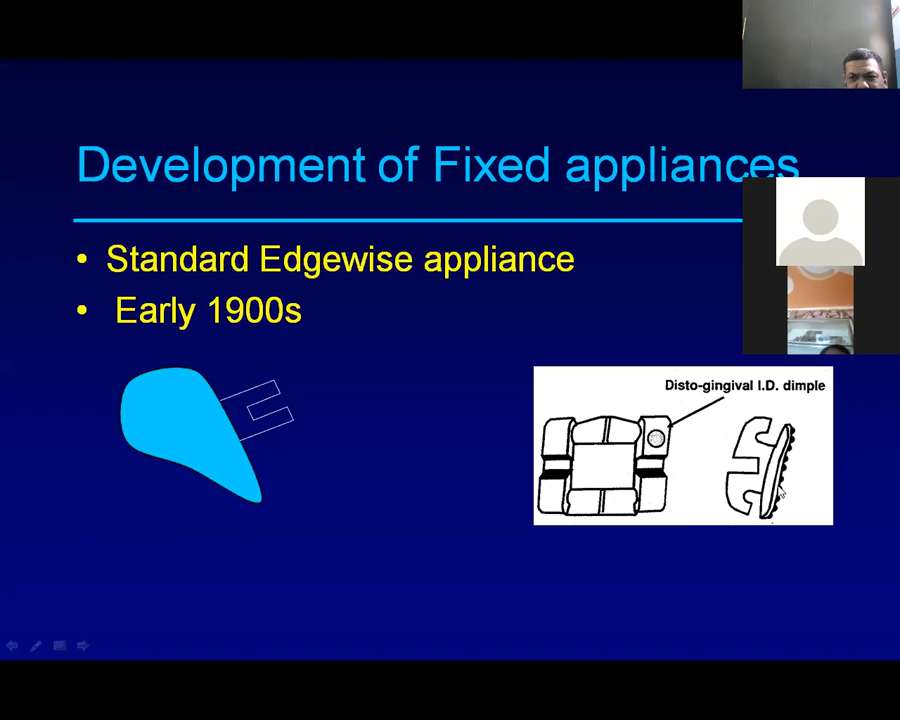 Development of Fixed appliances
Standard Edgewise appliance
Early 1900s
Disto-gingival I.D. dimple